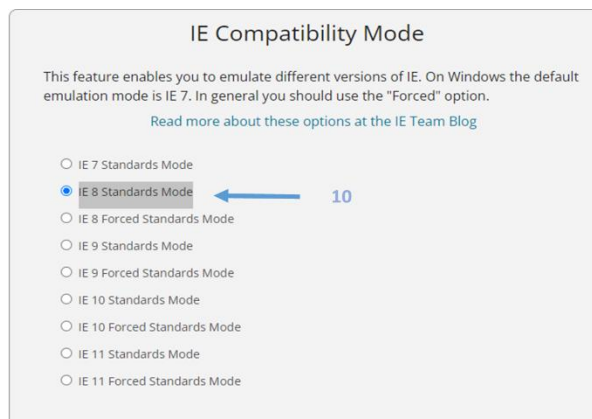 IE Compatibility Mode
This feature enables you to emulate different versions of IE. On Windows the default
emulation mode is IE 7. In general you should use the "Forced" option.
Read more about these options at the IE Team Blog
IE 7 Standards Mode
IE 8 Standards Mode 10
IE 8 Forced Standards Mode
IE 9 Standards Mode
IE 9 Forced Standards Mode
IE 10 Standards Mode
IE 10 Forced Standards Mode
IE 11 Standards Mode
IE 11 Forced Standards Mode